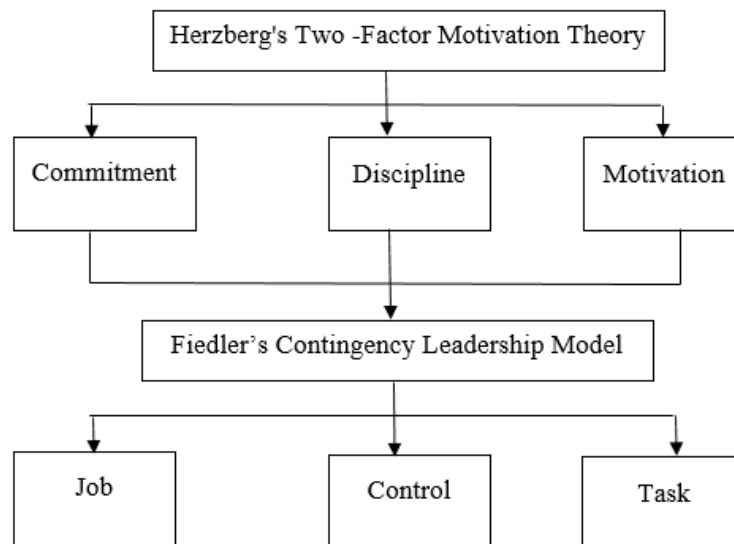 Herzberg's Two -Factor Motivation Theory
Commitment
Discipline
Motivation
Fiedler’s Contingency Leadership Model
Job
Control
Task